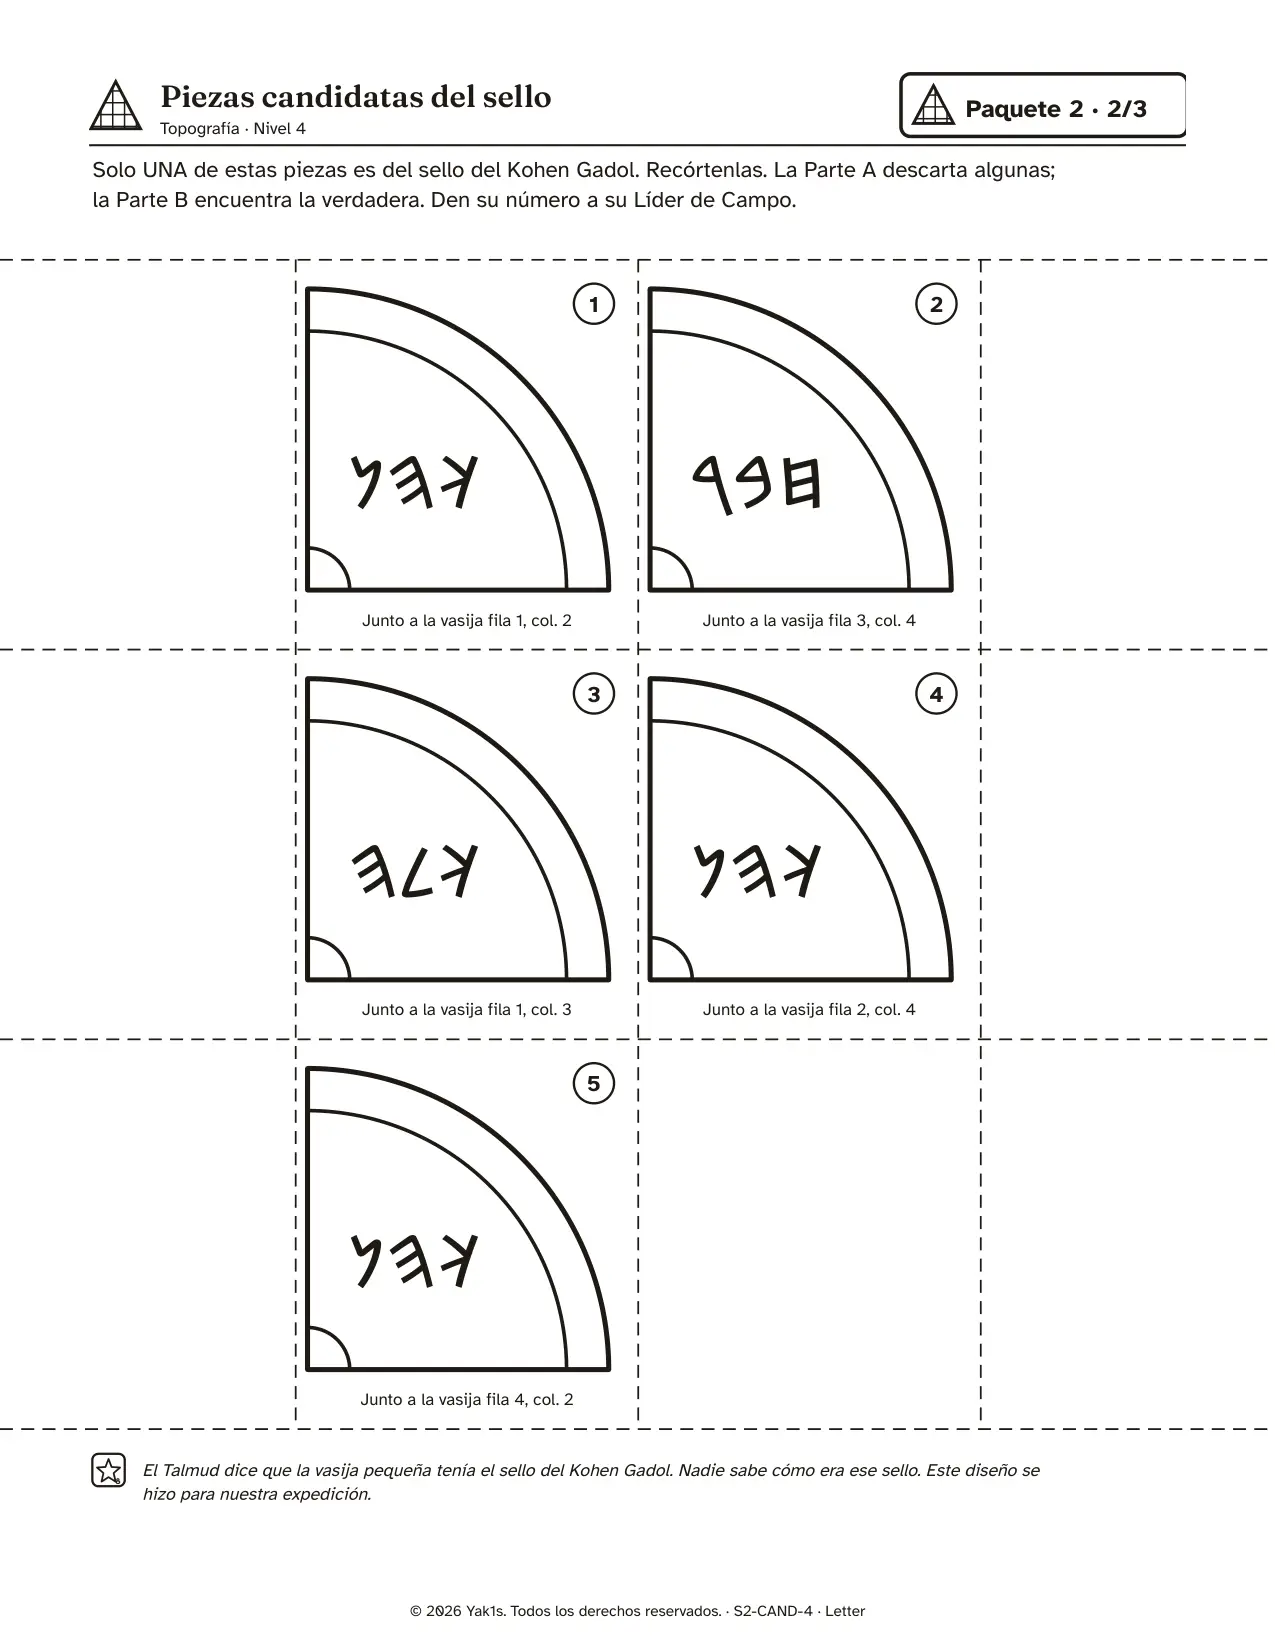 Piezas candidatas del sello
Topografía · Nivel 4
Paquete 2 · 2/3
Solo UNA de estas piezas es del sello del Kohen Gadol. Recórtenlas. La Parte A descarta algunas;
la Parte B encuentra la verdadera. Den su número a su Líder de Campo.
1
𐤊𐤄𐤍
Junto a la vasija fila 1, col. 2
2
𐤇𐤁𐤓
Junto a la vasija fila 3, col. 4
3
𐤊𐤋𐤄
Junto a la vasija fila 1, col. 3
4
𐤊𐤄𐤍
Junto a la vasija fila 2, col. 4
5
𐤊𐤄𐤍
Junto a la vasija fila 4, col. 2
El Talmud dice que la vasija pequeña tenía el sello del Kohen Gadol. Nadie sabe cómo era ese sello. Este diseño se
hizo para nuestra expedición.
© 2026 Yak1s. Todos los derechos reservados. · S2-CAND-4 · Letter